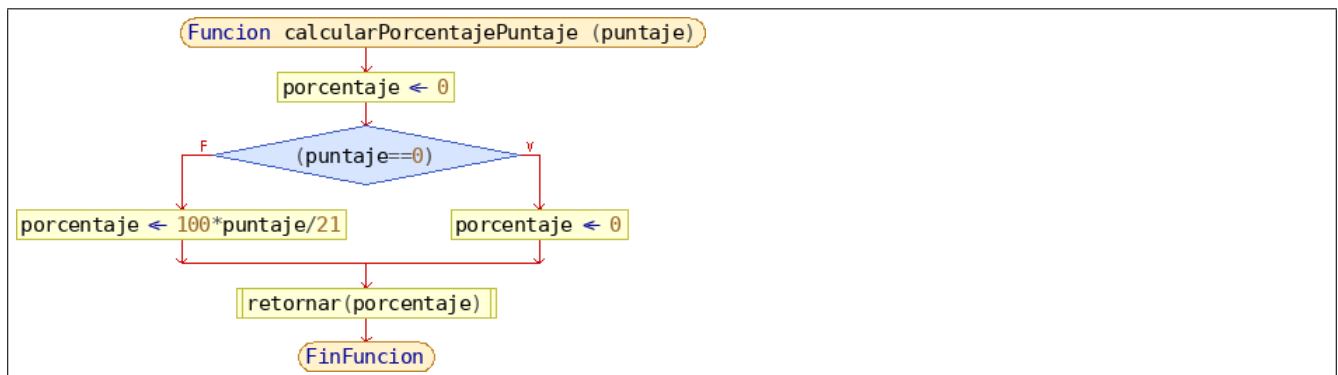 Funcion calcularPorcentajePuntaje (puntaje)
porcentaje ← 0
F
V
(puntaje==0)
porcentaje ← 100*puntaje/21
porcentaje ← 0
retornar(porcentaje)
FinFuncion